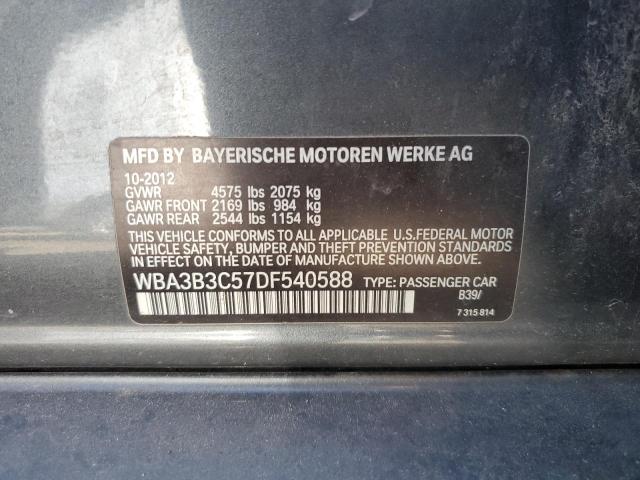 MFD BY BAYERISCHE MOTOREN WERKE AG
10-2012
GVWR 4575 lbs 2075 kg
GAWR FRONT 2169 lbs 984 kg
GAWR REAR 2544 lbs 1154 kg
THIS VEHICLE CONFORMS TO ALL APPLICABLE U.S.FEDERAL MOTOR
VEHICLE SAFETY, BUMPER AND THEFT PREVENTION STANDARDS
IN EFFECT ON THE DATE OF MANUFACTURE SHOWN ABOVE.
WBA3B3C57DF540588 TYPE: PASSENGER CAR
B39/
7 315 814